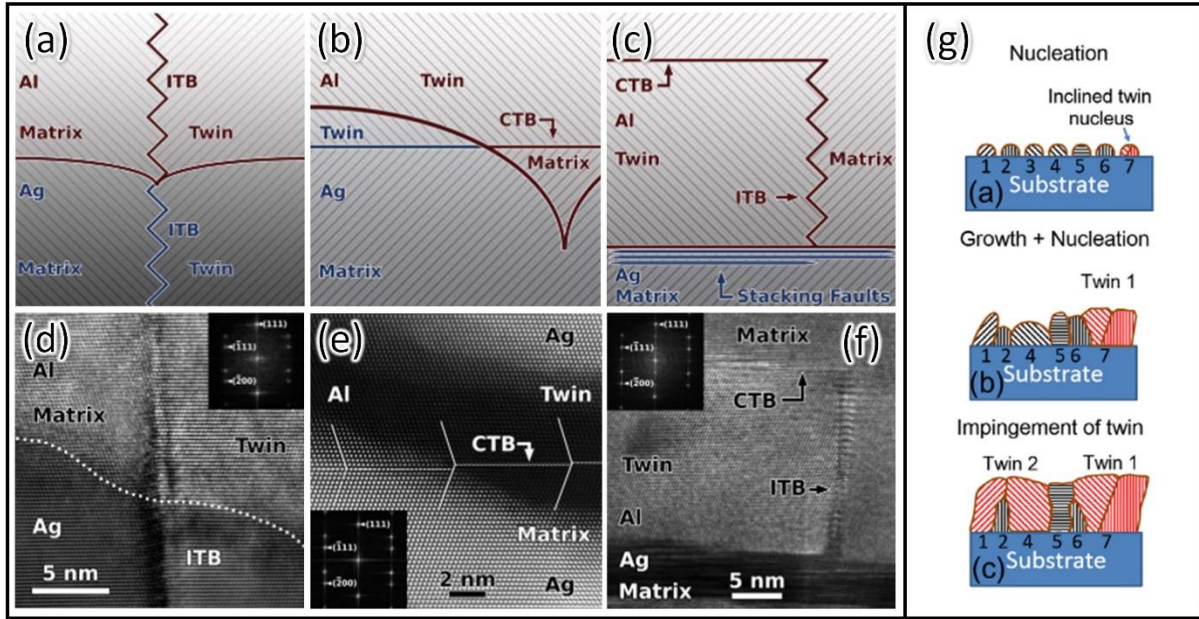 (a)
Al
ITB
Matrix
Twin
Ag
ITB
Matrix
Twin
(b)
Al
Twin
CTB
Twin
Matrix
Ag
Matrix
(c)
CTB
Al
Twin
Matrix
ITB
Ag
Matrix
Stacking Faults
(d)
(111)
(1̅11)
(2̅00)
Al
Matrix
Twin
Ag
ITB
5 nm
(e)
Ag
Al
Twin
CTB
Matrix
(111)
(1̅11)
(2̅00)
2 nm
Ag
(f)
(111)
(1̅11)
(2̅00)
Matrix
CTB
Twin
ITB
Al
Ag
Matrix
5 nm
(g)
Nucleation
Inclined twin
nucleus
1 2 3 4 5 6 7
(a) Substrate
Growth + Nucleation
Twin 1
1 2 4 5 6 7
(b) Substrate
Impingement of twin
Twin 2 Twin 1
1 2 4 5 6 7
(c) Substrate